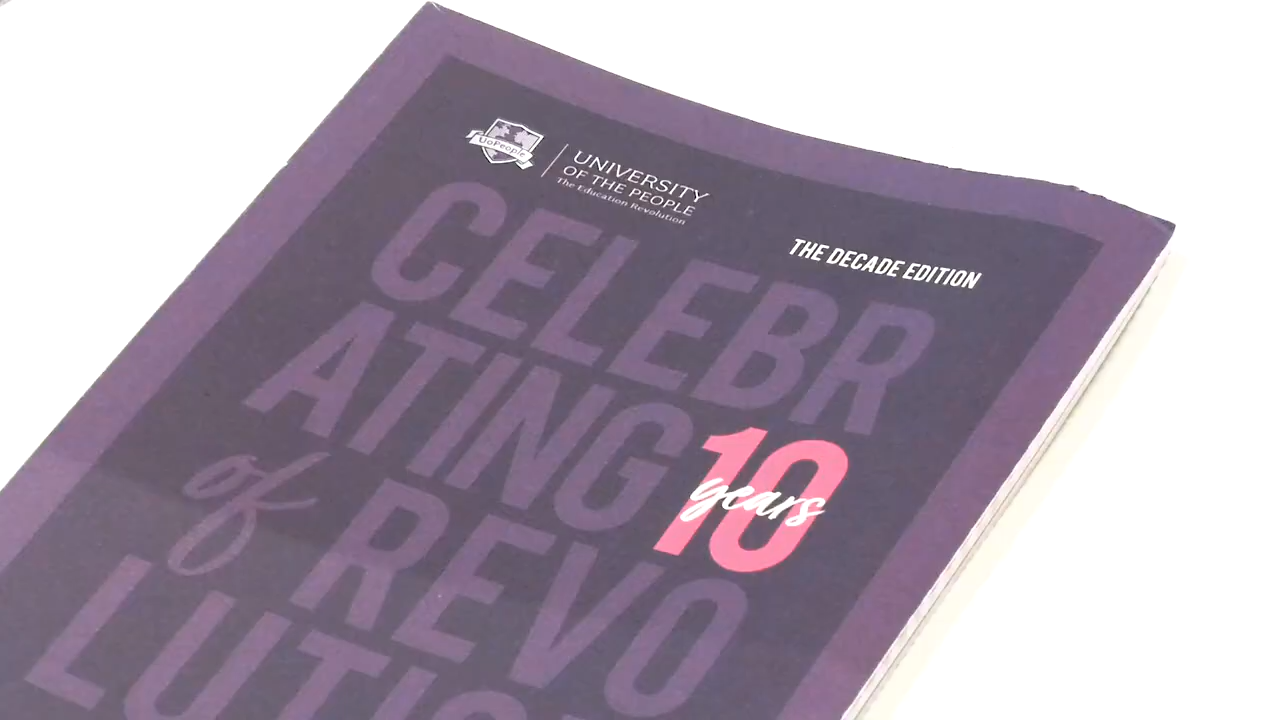 UoPeople
UNIVERSITY
OF THE PEOPLE
The Education Revolution
THE DECADE EDITION
CELEBR
ATING 10
years
of REVO